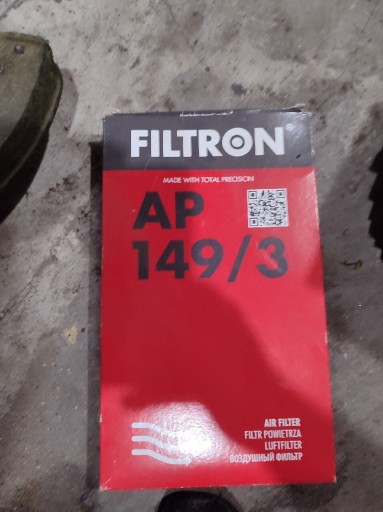 FILTRON®
MADE WITH TOTAL PRECISION
AP
149/3
AIR FILTER
FILTR POWIETRZA
LUFTFILTER
ВОЗДУШНЫЙ ФИЛЬТР